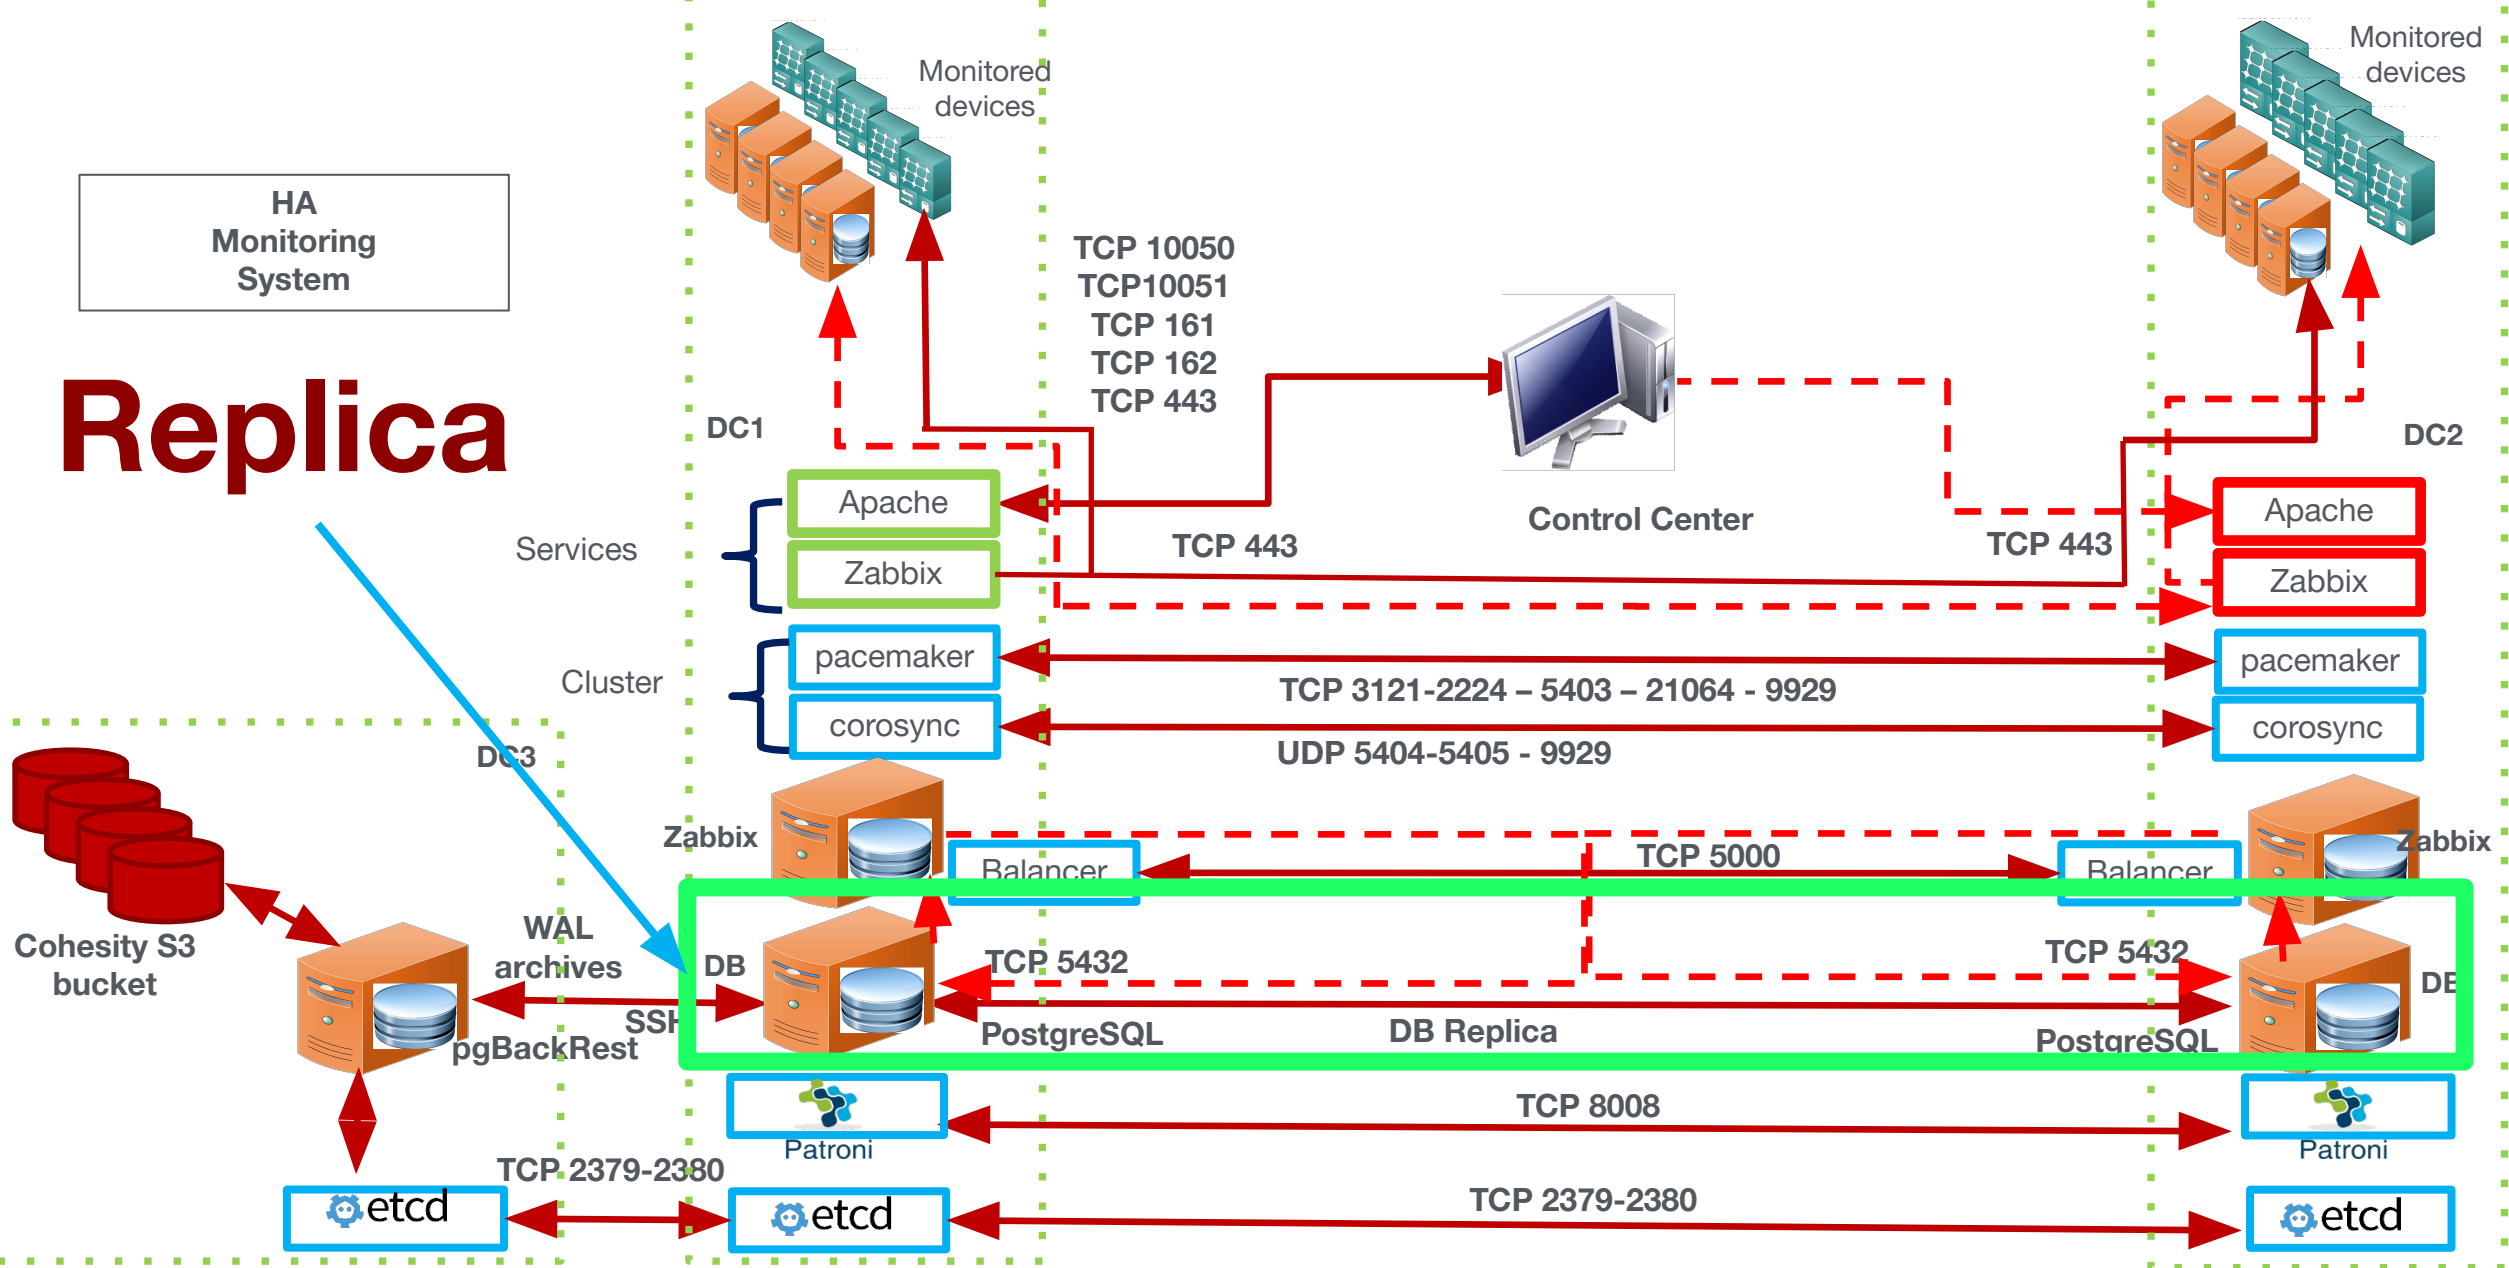 Monitored
devices
Monitored
devices
HA
Monitoring
System
Replica
TCP 10050
TCP10051
TCP 161
TCP 162
TCP 443
DC1
DC2
Control Center
Services
Apache
Zabbix
TCP 443
TCP 443
Apache
Zabbix
Cluster
pacemaker
corosync
TCP 3121-2224 – 5403 – 21064 - 9929
UDP 5404-5405 - 9929
pacemaker
corosync
DC3
Zabbix
Balancer
TCP 5000
Balancer
Zabbix
Cohesity S3
bucket
WAL
archives
SSH
pgBackRest
DB
TCP 5432
PostgreSQL
DB Replica
TCP 5432
PostgreSQL
DB
Patroni
TCP 8008
Patroni
TCP 2379-2380
etcd
etcd
TCP 2379-2380
etcd